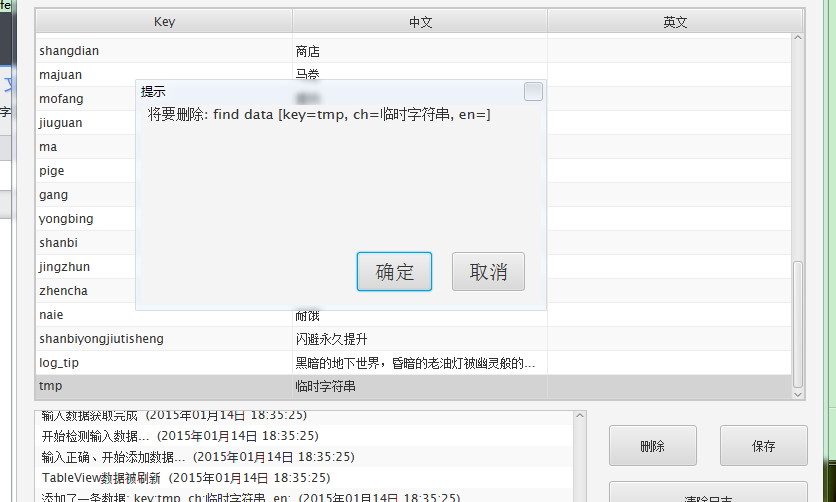 Key 中文 英文
shangdian 商店
majuan 马卷
mofang
jiuguan
ma
pige
gang
yongbing
shanbi
jingzhun
zhencha
naie 耐饿
shanbiyongjiutisheng 闪避永久提升
log_tip 黑暗的地下世界，昏暗的老油灯被幽灵般的...
tmp 临时字符串
提示
将要删除: find data [key=tmp, ch=临时字符串, en=]
确定 取消
输入数据获取完成 (2015年01月14日 18:35:25)
开始检测输入数据... (2015年01月14日 18:35:25)
输入正确、开始添加数据... (2015年01月14日 18:35:25)
TableView数据被刷新 (2015年01月14日 18:35:25)
添加了一条数据: key:tmp, ch:临时字符串, en: (2015年01月14日 18:35:25)
删除 保存
清除日志